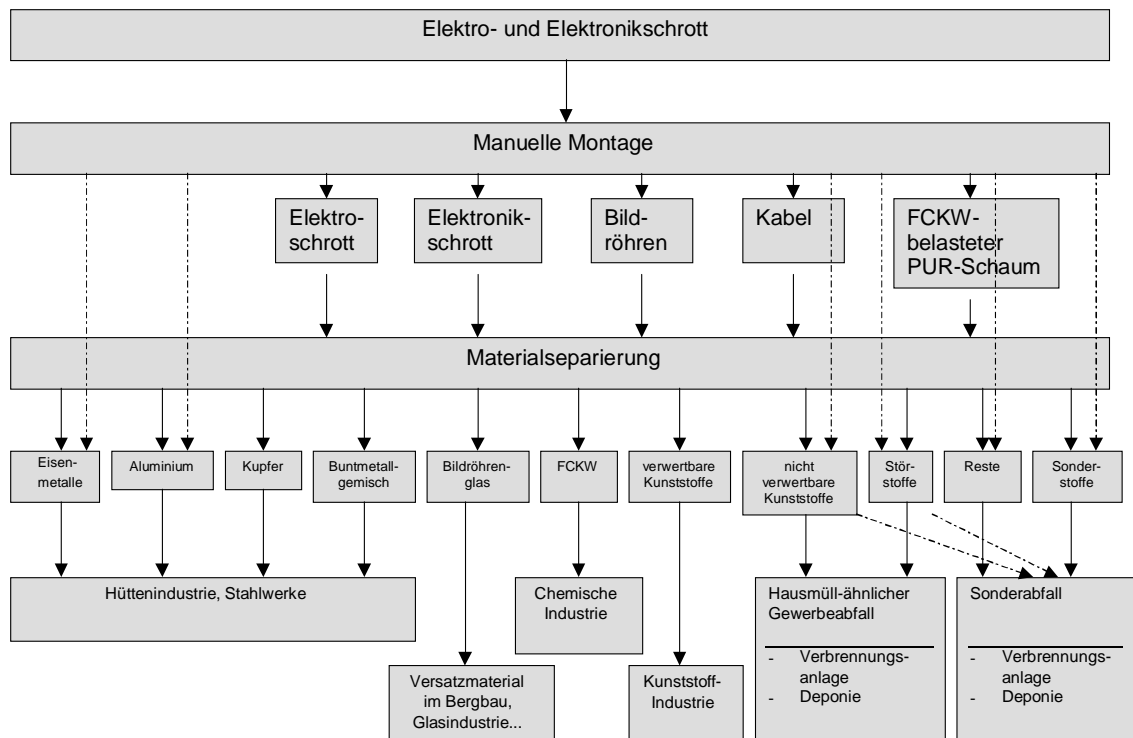 Elektro- und Elektronikschrott
Manuelle Montage
Elektro-
schrott
Elektronik-
schrott
Bild-
röhren
Kabel
FCKW-
belasteter
PUR-Schaum
Materialseparierung
Eisen-
metalle
Aluminium
Kupfer
Buntmetall-
gemisch
Bildröhren-
glas
FCKW
verwertbare
Kunststoffe
nicht
verwertbare
Kunststoffe
Stör-
stoffe
Reste
Sonder-
stoffe
Hüttenindustrie, Stahlwerke
Chemische
Industrie
Hausmüll-ähnlicher
Gewerbeabfall
- Verbrennungs-
anlage
- Deponie
Sonderabfall
- Verbrennungs-
anlage
- Deponie
Versatzmaterial
im Bergbau,
Glasindustrie...
Kunststoff-
Industrie